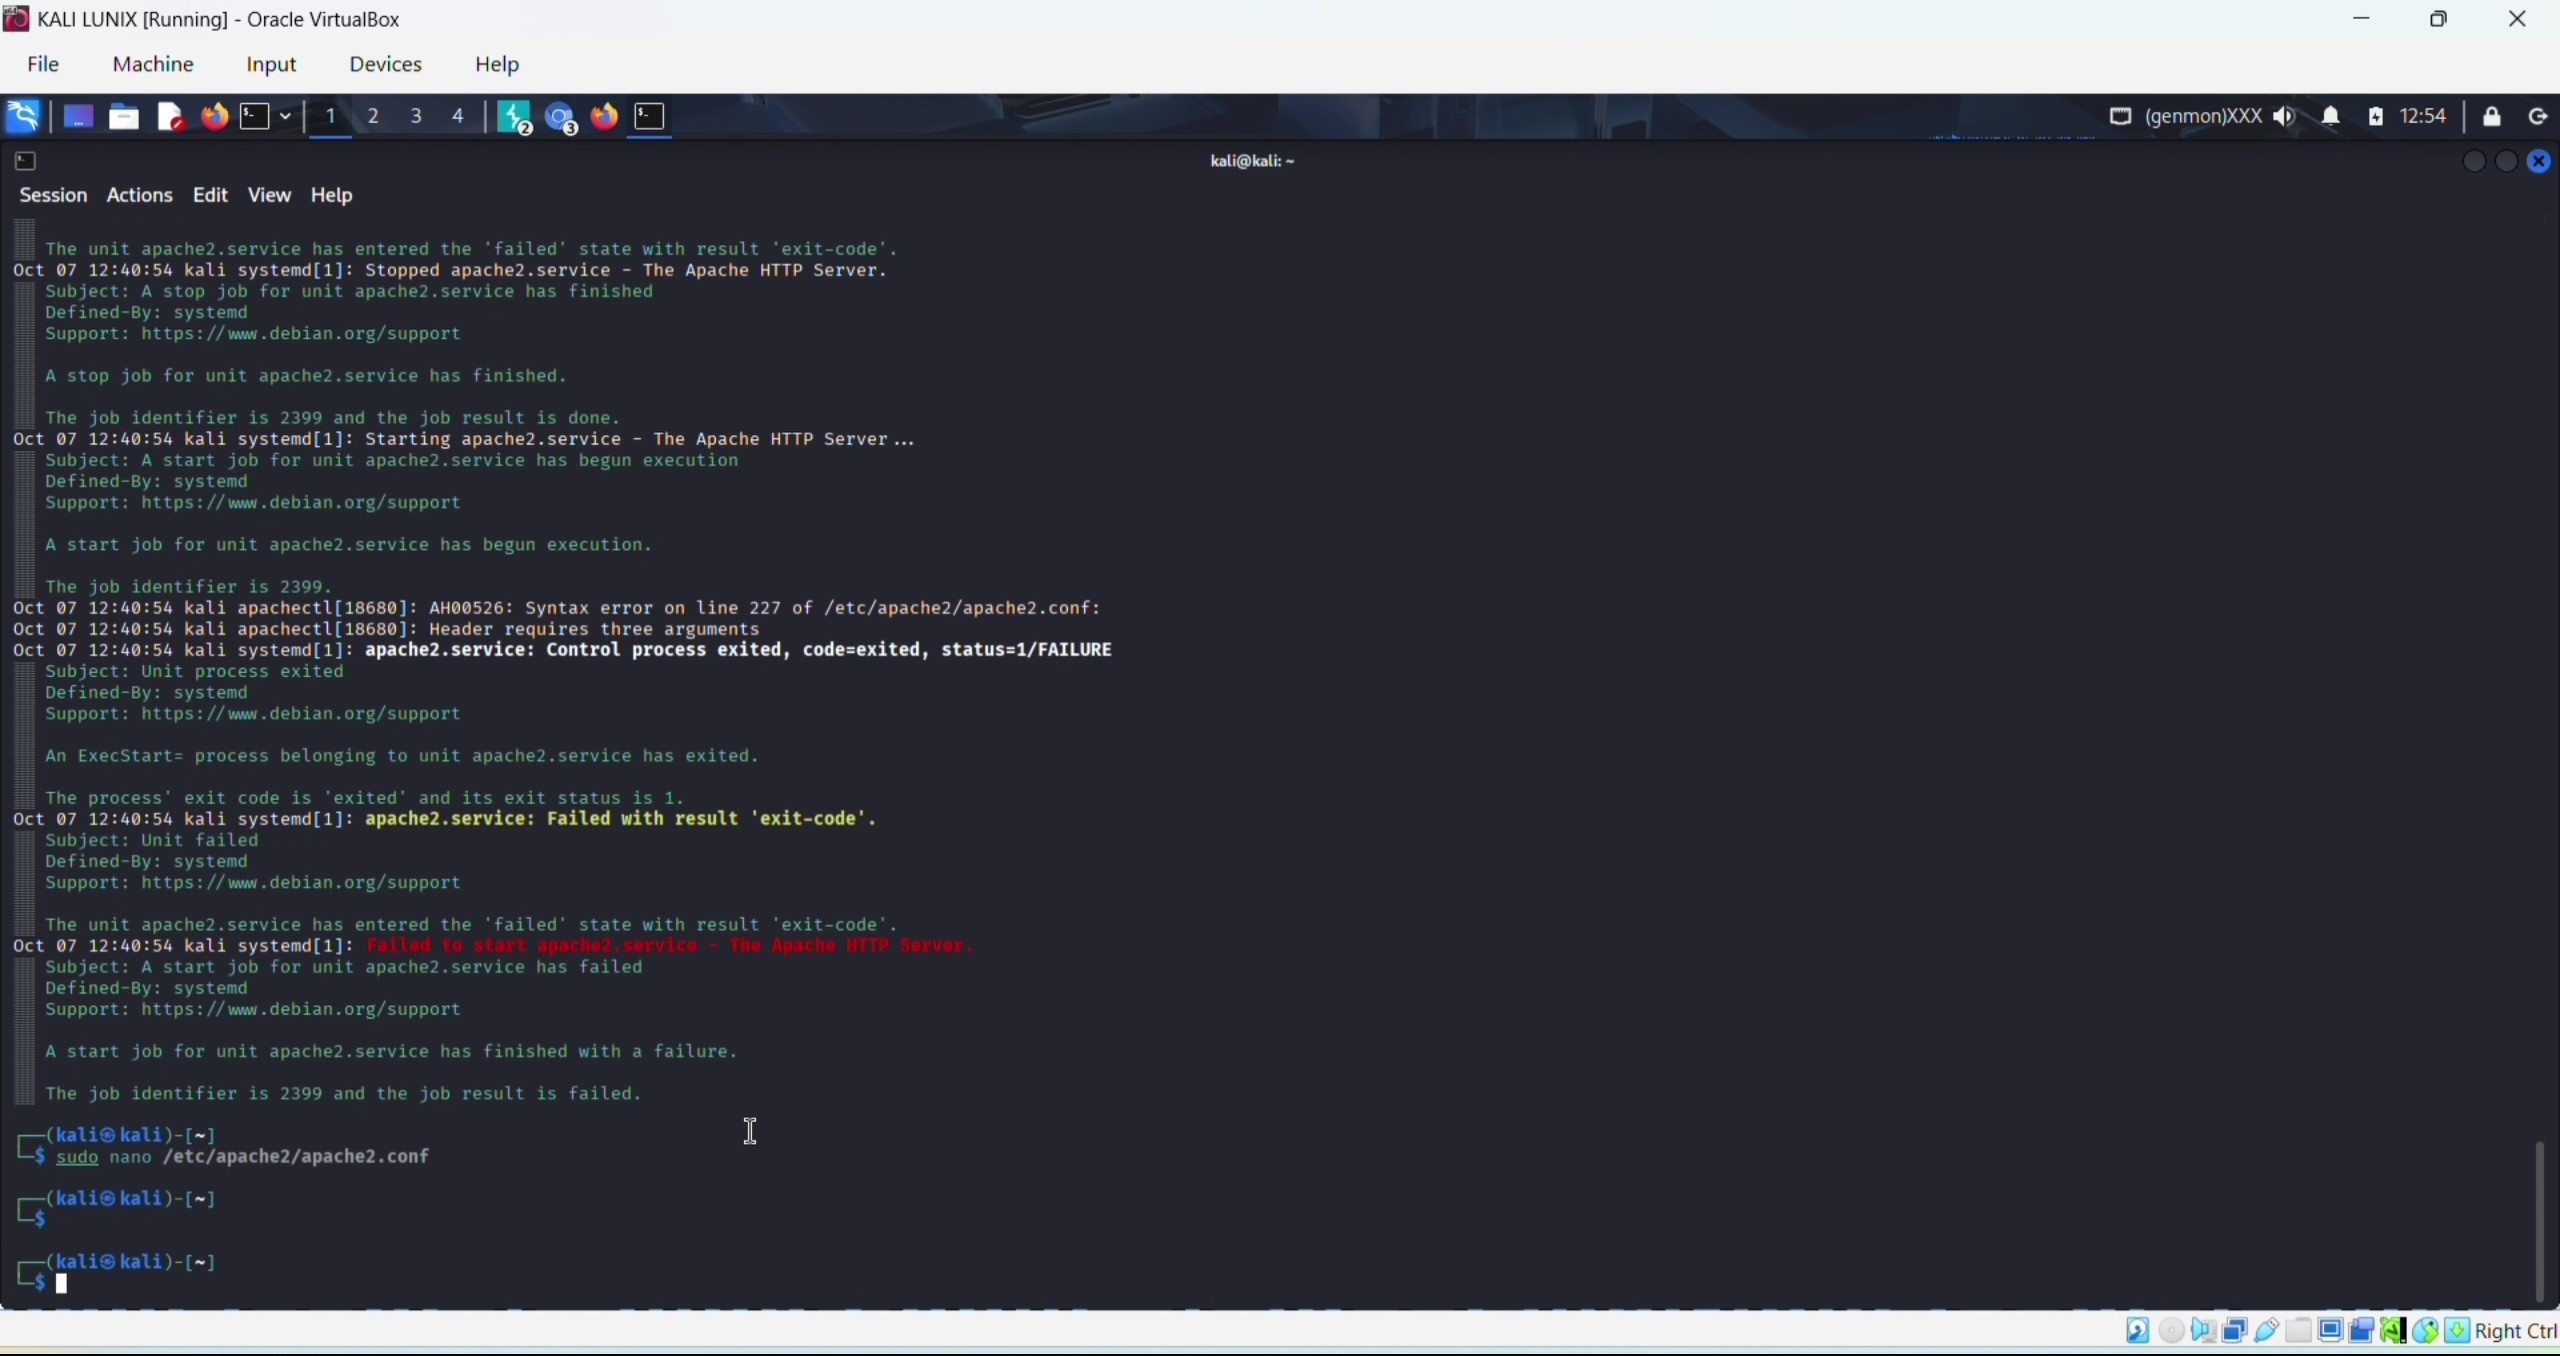 KALI LUNIX [Running] - Oracle VirtualBox
File Machine Input Devices Help
1 2 3 4 2 3 (genmon)XXX 12:54
kali@kali: ~
Session Actions Edit View Help
The unit apache2.service has entered the 'failed' state with result 'exit-code'.
Oct 07 12:40:54 kali systemd[1]: Stopped apache2.service - The Apache HTTP Server.
Subject: A stop job for unit apache2.service has finished
Defined-By: systemd
Support: https://www.debian.org/support
A stop job for unit apache2.service has finished.
The job identifier is 2399 and the job result is done.
Oct 07 12:40:54 kali systemd[1]: Starting apache2.service - The Apache HTTP Server...
Subject: A start job for unit apache2.service has begun execution
Defined-By: systemd
Support: https://www.debian.org/support
A start job for unit apache2.service has begun execution.
The job identifier is 2399.
Oct 07 12:40:54 kali apachectl[18680]: AH00526: Syntax error on line 227 of /etc/apache2/apache2.conf:
Oct 07 12:40:54 kali apachectl[18680]: Header requires three arguments
Oct 07 12:40:54 kali systemd[1]: apache2.service: Control process exited, code=exited, status=1/FAILURE
Subject: Unit process exited
Defined-By: systemd
Support: https://www.debian.org/support
An ExecStart= process belonging to unit apache2.service has exited.
The process' exit code is 'exited' and its exit status is 1.
Oct 07 12:40:54 kali systemd[1]: apache2.service: Failed with result 'exit-code'.
Subject: Unit failed
Defined-By: systemd
Support: https://www.debian.org/support
The unit apache2.service has entered the 'failed' state with result 'exit-code'.
Oct 07 12:40:54 kali systemd[1]: Failed to start apache2.service - The Apache HTTP Server.
Subject: A start job for unit apache2.service has failed
Defined-By: systemd
Support: https://www.debian.org/support
A start job for unit apache2.service has finished with a failure.
The job identifier is 2399 and the job result is failed.
┌──(kali㉿kali)-[~]
└─$ sudo nano /etc/apache2/apache2.conf
┌──(kali㉿kali)-[~]
└─$
┌──(kali㉿kali)-[~]
└─$
Right Ctrl